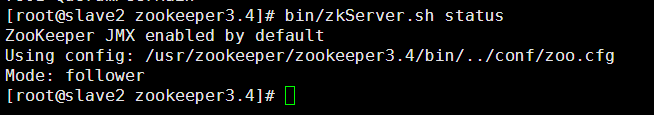 [root@slave2 zookeeper3.4]# bin/zkServer.sh status
ZooKeeper JMX enabled by default
Using config: /usr/zookeeper/zookeeper3.4/bin/../conf/zoo.cfg
Mode: follower
[root@slave2 zookeeper3.4]#